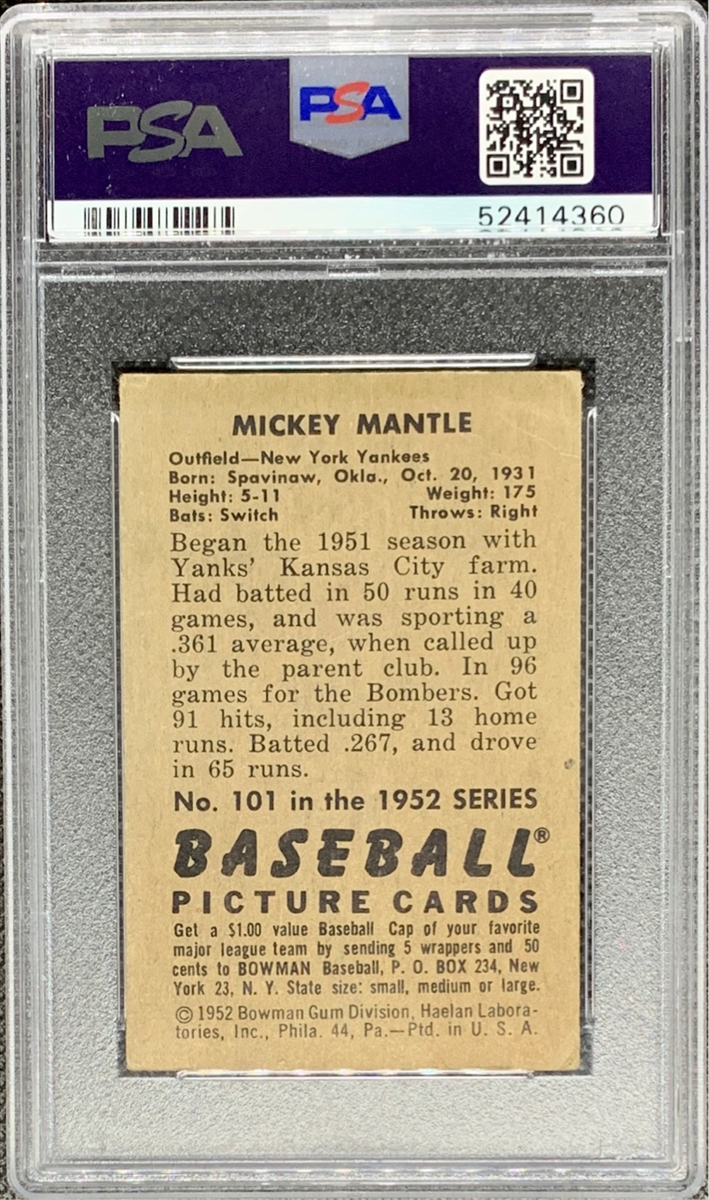 PSA PSA
52414360
MICKEY MANTLE
Outfield—New York Yankees
Born: Spavinaw, Okla., Oct. 20, 1931
Height: 5-11 Weight: 175
Bats: Switch Throws: Right
Began the 1951 season with
Yanks' Kansas City farm.
Had batted in 50 runs in 40
games, and was sporting a
.361 average, when called up
by the parent club. In 96
games for the Bombers. Got
91 hits, including 13 home
runs. Batted .267, and drove
in 65 runs.
No. 101 in the 1952 SERIES
BASEBALL®
PICTURE CARDS
Get a $1.00 value Baseball Cap of your favorite
major league team by sending 5 wrappers and 50
cents to BOWMAN Baseball, P. O. BOX 234, New
York 23, N. Y. State size: small, medium or large.
© 1952 Bowman Gum Division, Haelan Labora-
tories, Inc., Phila. 44, Pa.—Ptd. in U. S. A.